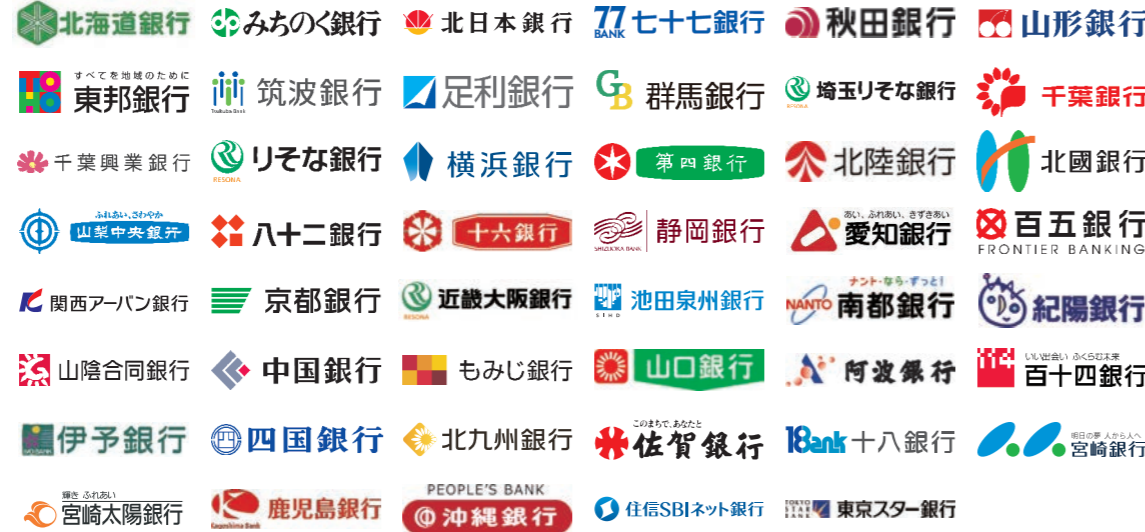 北海道銀行
みちのく銀行
北日本銀行
77 BANK 七十七銀行
秋田銀行
山形銀行
TOHO すべてを地域のために
東邦銀行
Tsukuba Bank 筑波銀行
足利銀行
GB 群馬銀行
RESONA 埼玉りそな銀行
千葉銀行
千葉興業銀行
RESONA りそな銀行
横浜銀行
第四銀行
北陸銀行
北國銀行
ふれあい、さわやか
山梨中央銀行
八十二銀行
十六銀行
SHIZUOKA BANK 静岡銀行
あい、ふれあい、きずきあい
愛知銀行
百五銀行
FRONTIER BANKING
関西アーバン銀行
京都銀行
RESONA 近畿大阪銀行
池田泉州銀行
ナント・なら・ずっと!
NANTO 南都銀行
紀陽銀行
山陰合同銀行
中国銀行
もみじ銀行
山口銀行
阿波銀行
いい出会い ふくらむ未来
百十四銀行
伊予銀行
四国銀行
北九州銀行
このまちで、あなたと
佐賀銀行
18Bank 十八銀行
明日の夢 人から人へ
宮崎銀行
輝き ふれあい
宮崎太陽銀行
Kagoshima Bank 鹿児島銀行
PEOPLE'S BANK
沖縄銀行
住信SBIネット銀行
TOKYO STAR BANK 東京スター銀行